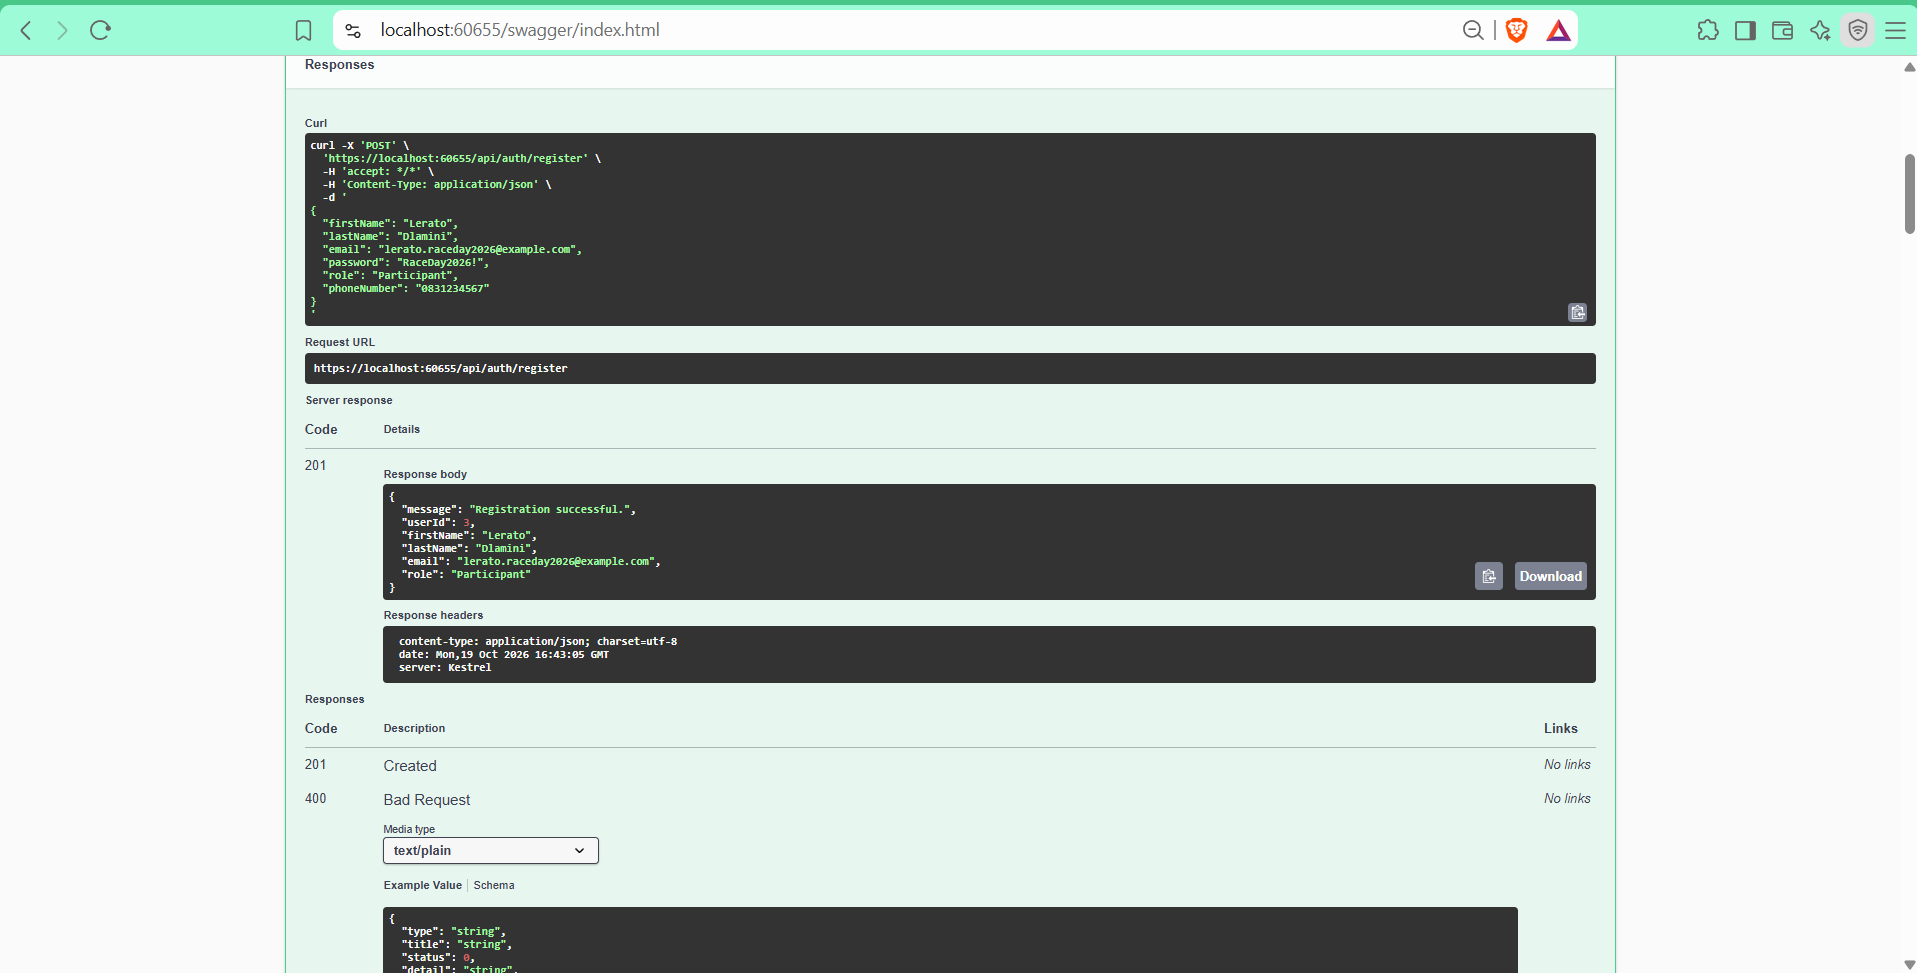 localhost:60655/swagger/index.html
Responses
Curl
curl -X 'POST' \
  'https://localhost:60655/api/auth/register' \
  -H 'accept: */*' \
  -H 'Content-Type: application/json' \
  -d '
{
  "firstName": "Lerato",
  "lastName": "Dlamini",
  "email": "lerato.raceday2026@example.com",
  "password": "RaceDay2026!",
  "role": "Participant",
  "phoneNumber": "0831234567"
}
'
Request URL
https://localhost:60655/api/auth/register
Server response
Code Details
201
Response body
{
  "message": "Registration successful.",
  "userId": 3,
  "firstName": "Lerato",
  "lastName": "Dlamini",
  "email": "lerato.raceday2026@example.com",
  "role": "Participant"
}
Download
Response headers
content-type: application/json; charset=utf-8
date: Mon,19 Oct 2026 16:43:05 GMT
server: Kestrel
Responses
Code Description Links
201 Created No links
400 Bad Request No links
Media type
text/plain
Example Value Schema
{
  "type": "string",
  "title": "string",
  "status": 0,
  "detail": "string",